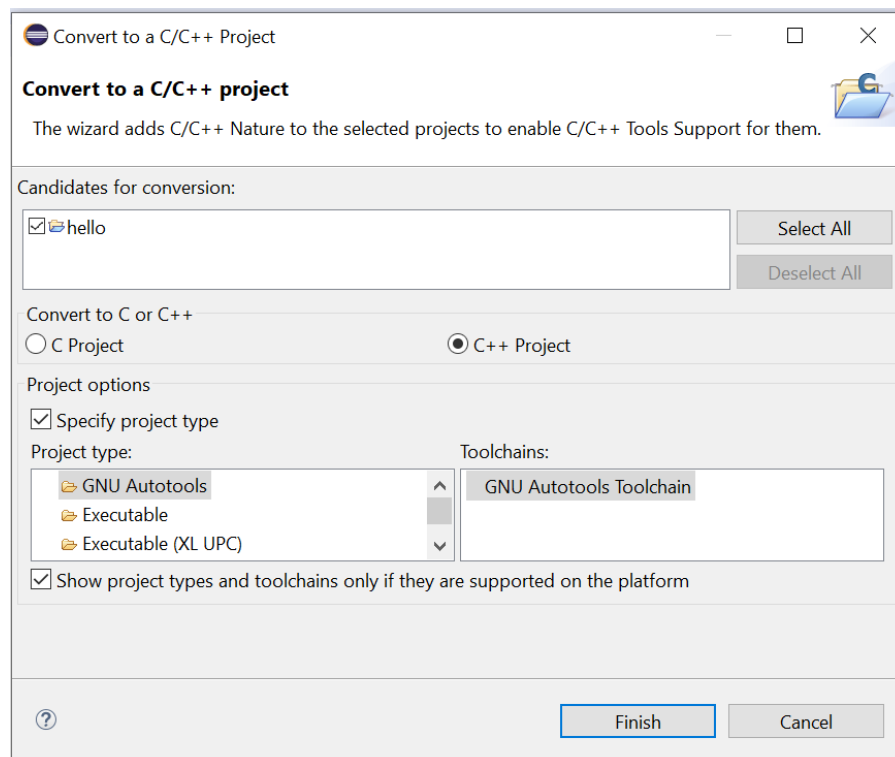 Convert to a C/C++ Project
Convert to a C/C++ project
The wizard adds C/C++ Nature to the selected projects to enable C/C++ Tools Support for them.
Candidates for conversion:
hello
Select All
Deselect All
Convert to C or C++
C Project
C++ Project
Project options
Specify project type
Project type:
Toolchains:
GNU Autotools
GNU Autotools Toolchain
Executable
Executable (XL UPC)
Show project types and toolchains only if they are supported on the platform
?
Finish
Cancel